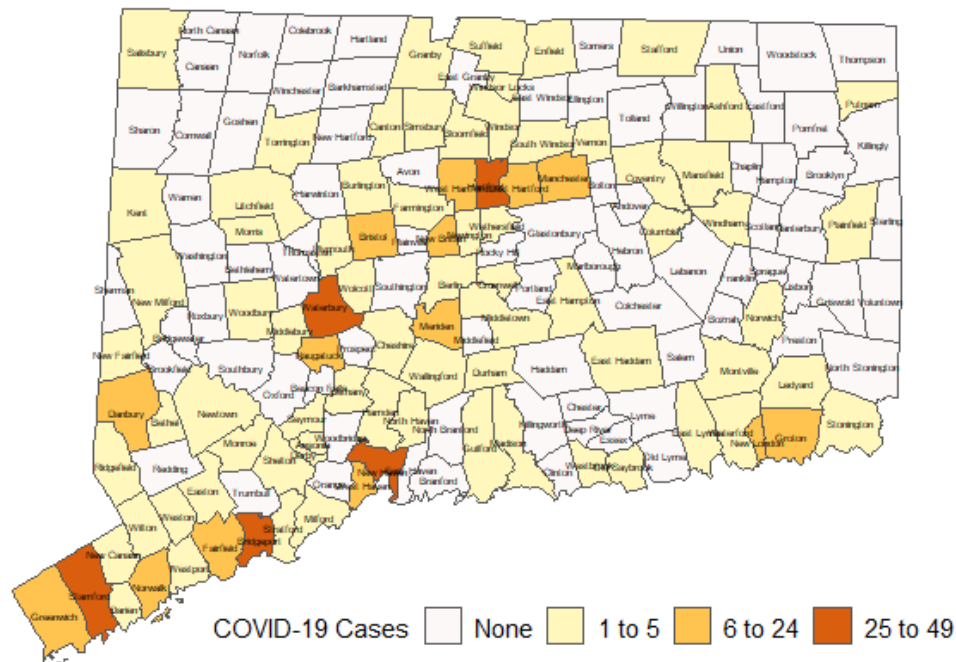 North Canaan
Colebrook
Hartland
Salisbury
Canaan
Norfolk
Granby
Suffield
Enfield
Somers
Stafford
Union
Woodstock
Thompson
East Granby
Windsor Locks
Winchester
Barkhamsted
East Windsor
Ellington
Willington
Ashford
Eastford
Putnam
Sharon
Cornwall
Goshen
Torrington
New Hartford
Canton
Simsbury
Bloomfield
Windsor
South Windsor
Vernon
Tolland
Pomfret
Killingly
Avon
West Hartford
Hartford
East Hartford
Manchester
Bolton
Coventry
Mansfield
Chaplin
Hampton
Brooklyn
Kent
Warren
Litchfield
Harwinton
Burlington
Farmington
Andover
Columbia
Windham
Scotland
Canterbury
Plainfield
Sterling
Morris
Washington
Bethlehem
Watertown
Thomaston
Plymouth
Bristol
Plainville
New Britain
Newington
Wethersfield
Rocky Hill
Glastonbury
Hebron
Marlborough
Lebanon
Franklin
Sprague
Lisbon
Griswold
Voluntown
Sherman
New Milford
Roxbury
Woodbury
Waterbury
Wolcott
Southington
Berlin
Cromwell
Portland
East Hampton
Colchester
Bozrah
Norwich
Preston
Bridgewater
Middlebury
Naugatuck
Prospect
Cheshire
Meriden
Middletown
Middlefield
New Fairfield
Brookfield
Southbury
Oxford
Beacon Falls
Bethany
Wallingford
Durham
Haddam
East Haddam
Salem
Montville
Ledyard
North Stonington
Danbury
Bethel
Newtown
Monroe
Seymour
Ansonia
Derby
Woodbridge
Hamden
North Haven
North Branford
Guilford
Madison
Killingworth
Chester
Deep River
Essex
Lyme
East Lyme
Waterford
New London
Groton
Stonington
Ridgefield
Redding
Easton
Trumbull
Shelton
Orange
New Haven
West Haven
Branford
Clinton
Westbrook
Old Saybrook
Old Lyme
Wilton
Weston
Fairfield
Bridgeport
Stratford
Milford
New Canaan
Westport
Norwalk
Darien
Stamford
Greenwich
COVID-19 Cases None 1 to 5 6 to 24 25 to 49